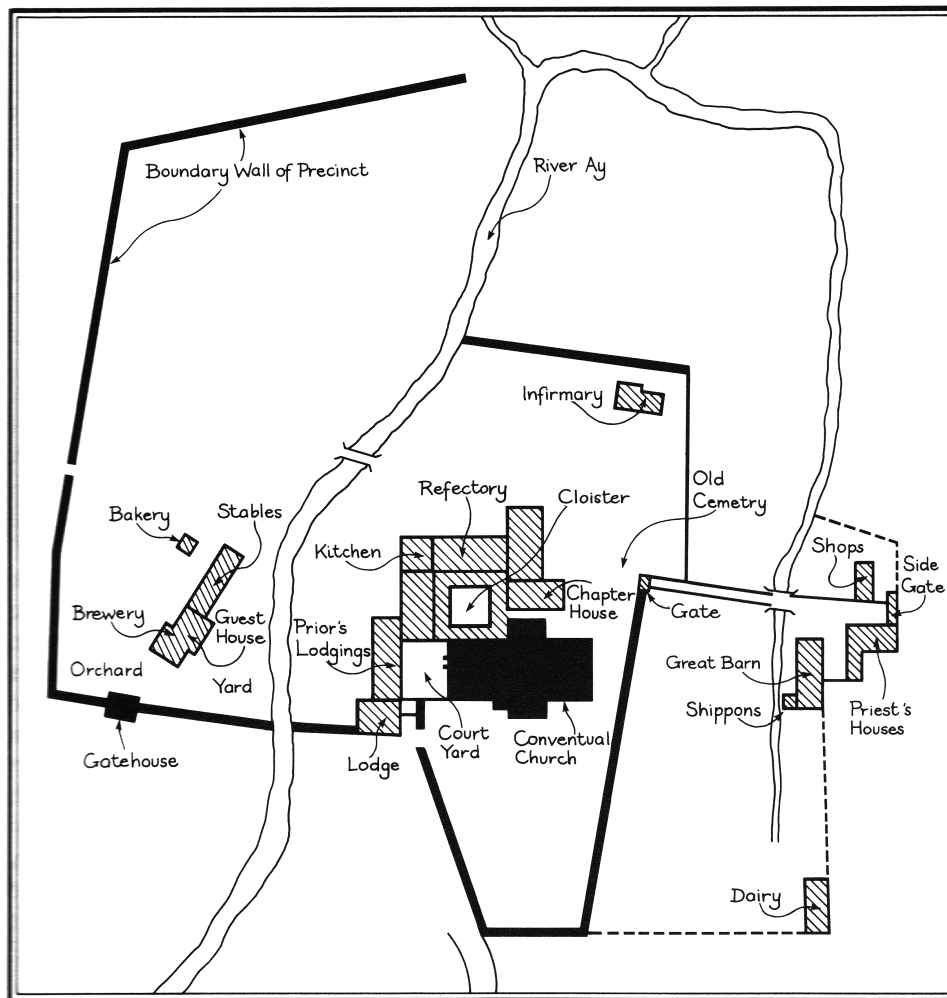 Boundary Wall of Precinct
River Ay
Infirmary
Old
Cemetry
Refectory
Cloister
Bakery
Stables
Kitchen
Shops
Side
Gate
Chapter
House
Gate
Brewery
Guest
House
Prior's
Lodgings
Orchard
Yard
Great Barn
Shippons
Priest's
Houses
Court
Yard
Conventual
Church
Gatehouse
Lodge
Dairy